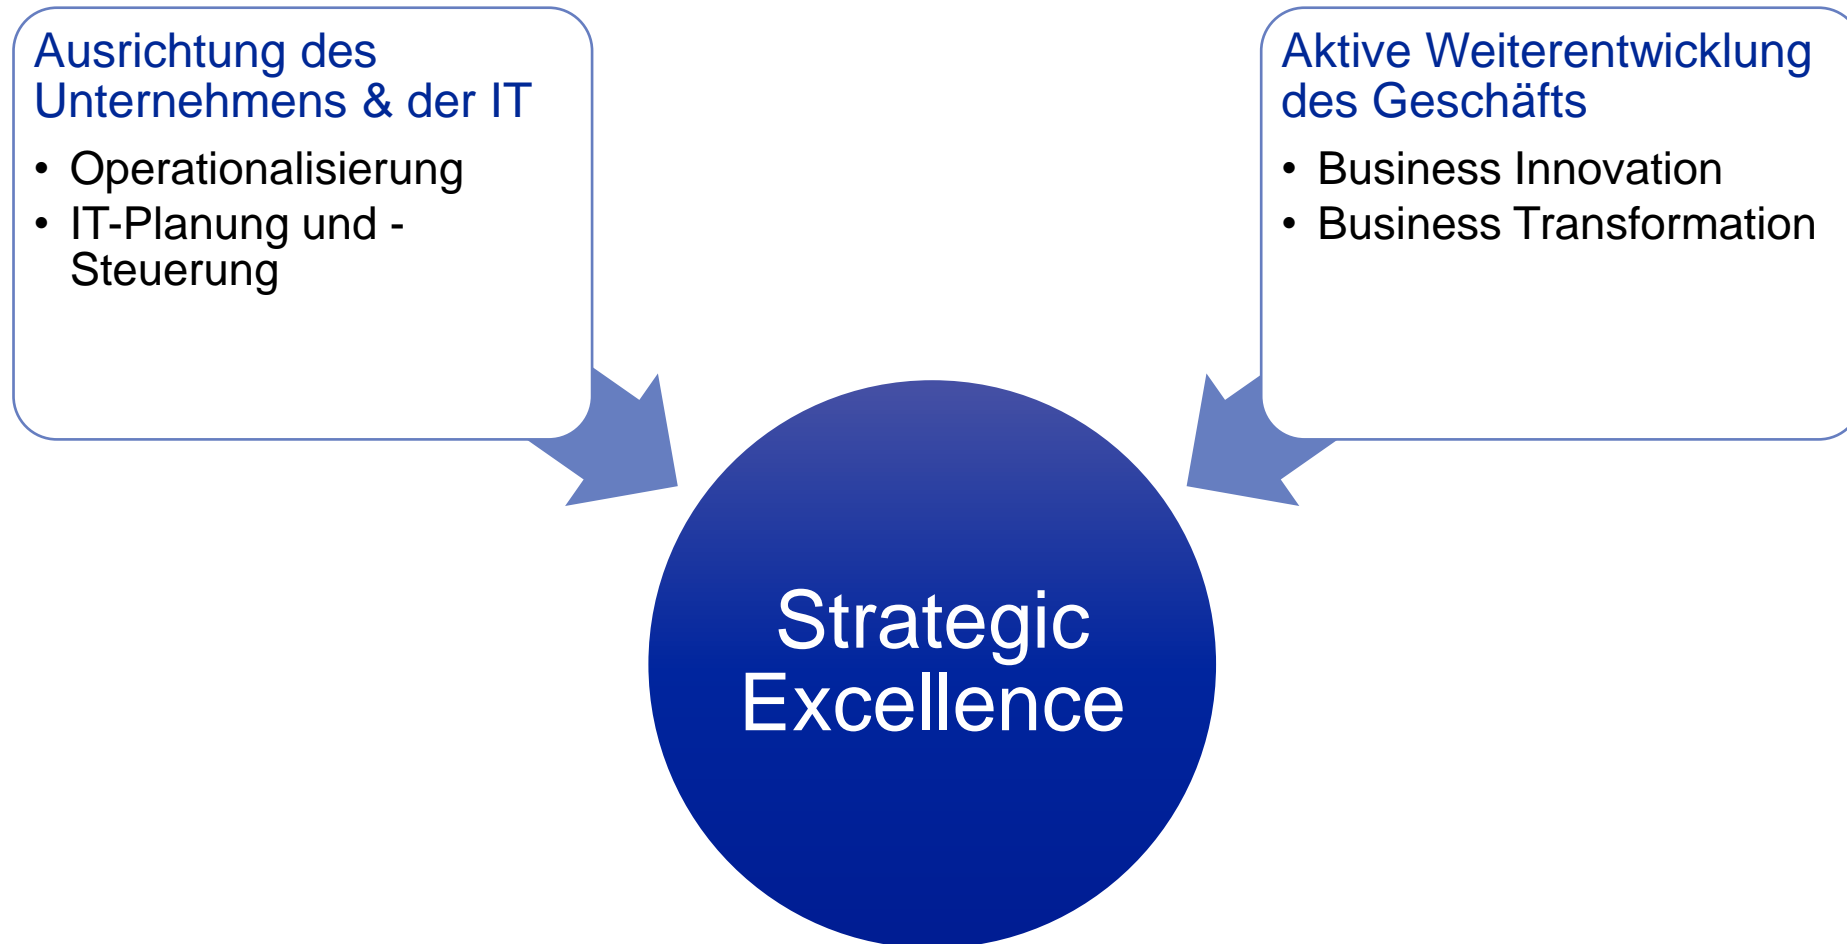 Ausrichtung des
Unternehmens & der IT
• Operationalisierung
• IT-Planung und -
Steuerung
Aktive Weiterentwicklung
des Geschäfts
• Business Innovation
• Business Transformation
Strategic
Excellence